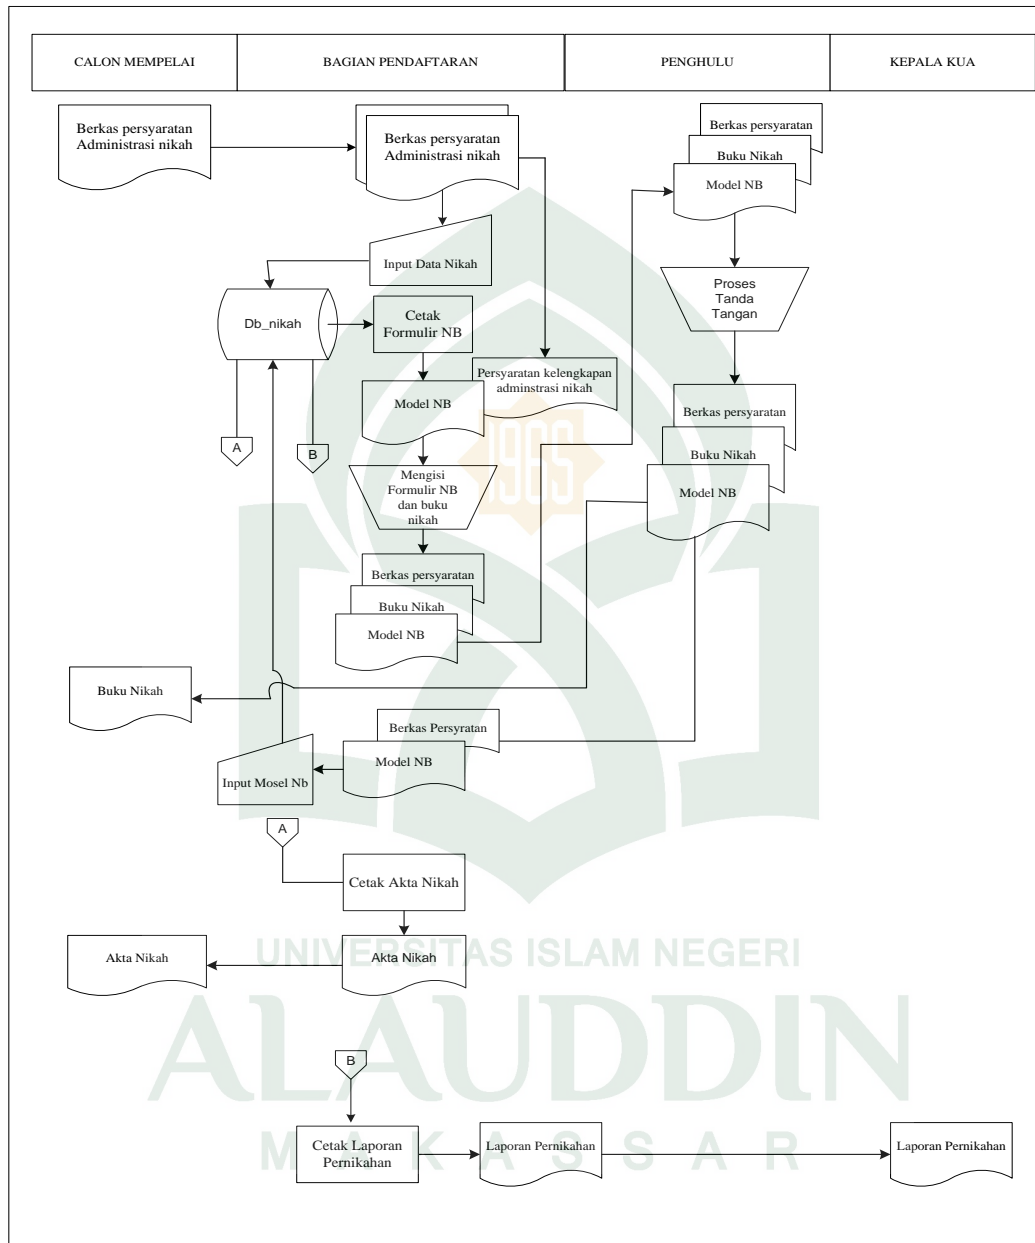 CALON MEMPELAI
BAGIAN PENDAFTARAN
PENGHULU
KEPALA KUA
Berkas persyaratan
Administrasi nikah
Berkas persyaratan
Administrasi nikah
Berkas persyaratan
Buku Nikah
Model NB
Input Data Nikah
Proses
Tanda
Tangan
Db_nikah
Cetak
Formulir NB
Persyaratan kelengkapan
adminstrasi nikah
Model NB
Berkas persyaratan
Buku Nikah
Model NB
A
B
1965
Mengisi
Formulir NB
dan buku
nikah
Berkas persyaratan
Buku Nikah
Model NB
Buku Nikah
Berkas Persyratan
Model NB
Input Mosel Nb
A
Cetak Akta Nikah
UNIVERSITAS ISLAM NEGERI
Akta Nikah
Akta Nikah
ALAUDDIN
B
Cetak Laporan
Pernikahan
Laporan Pernikahan
Laporan Pernikahan
MAKASSAR